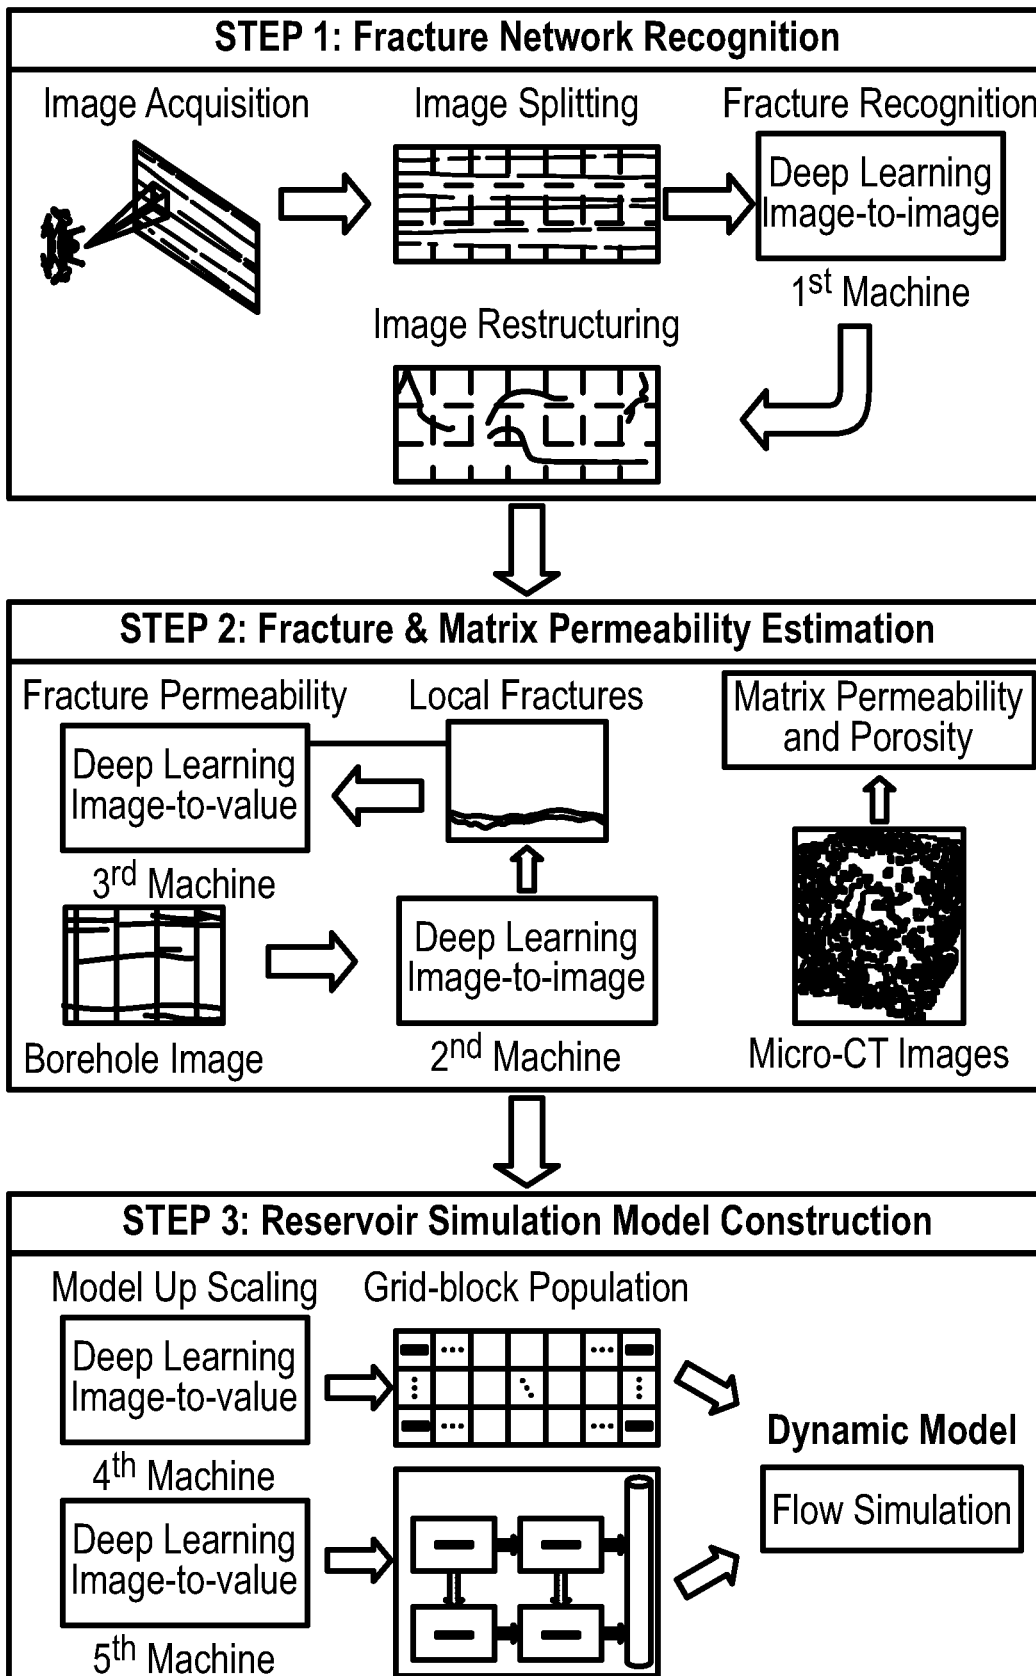 STEP 1: Fracture Network Recognition
Image Acquisition
Image Splitting
Fracture Recognition
Deep Learning
Image-to-image
1st Machine
Image Restructuring
STEP 2: Fracture & Matrix Permeability Estimation
Fracture Permeability
Local Fractures
Matrix Permeability
and Porosity
Deep Learning
Image-to-value
3rd Machine
Deep Learning
Image-to-image
Borehole Image
2nd Machine
Micro-CT Images
STEP 3: Reservoir Simulation Model Construction
Model Up Scaling
Grid-block Population
Deep Learning
Image-to-value
4th Machine
Dynamic Model
Flow Simulation
Deep Learning
Image-to-value
5th Machine